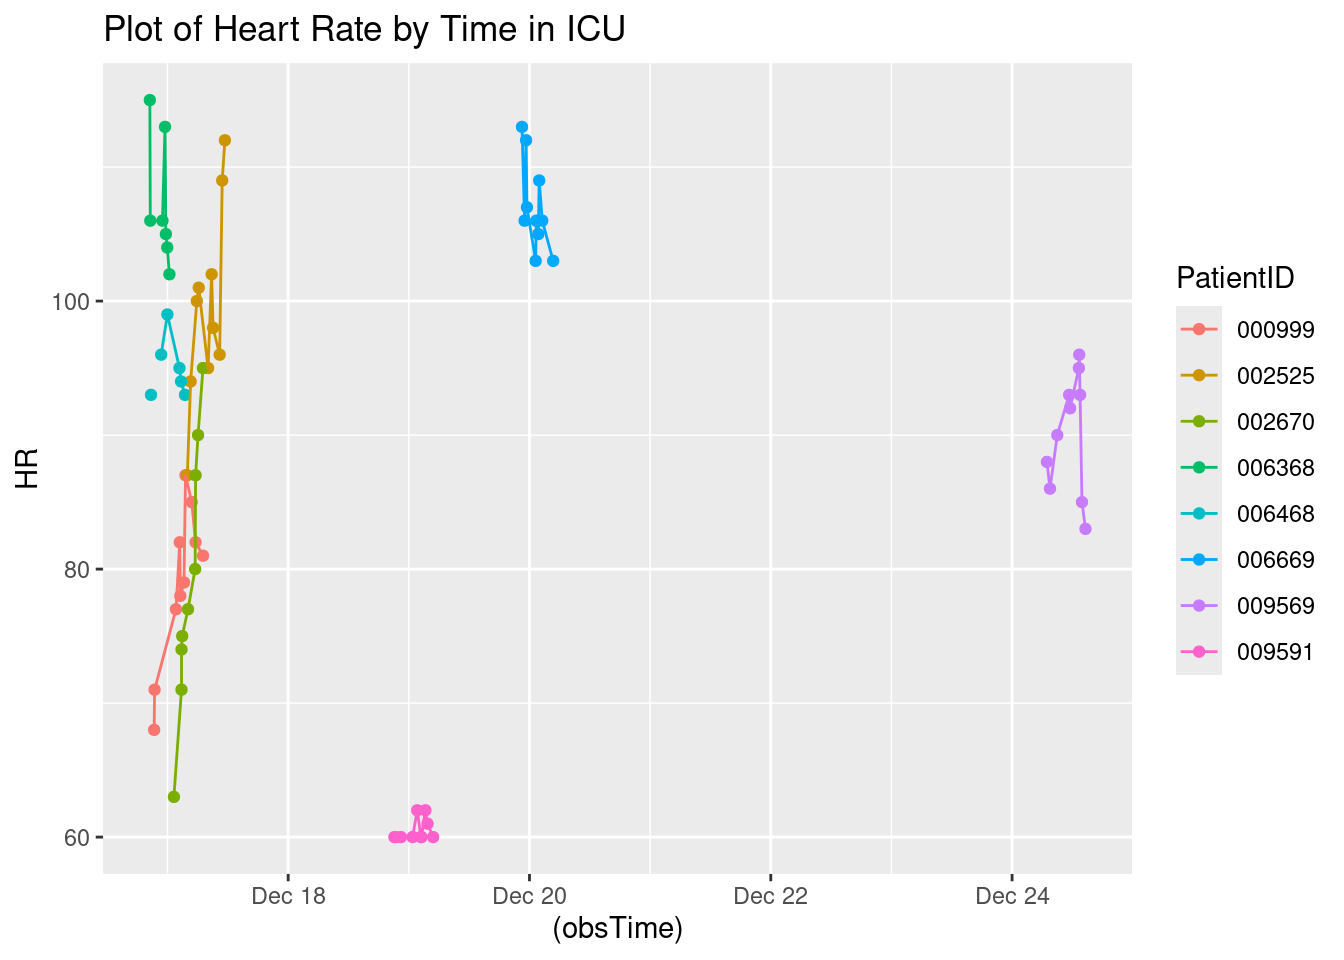 Plot of Heart Rate by Time in ICU
HR
100
80
60
Dec 18
Dec 20
Dec 22
Dec 24
(obsTime)
PatientID
000999
002525
002670
006368
006468
006669
009569
009591